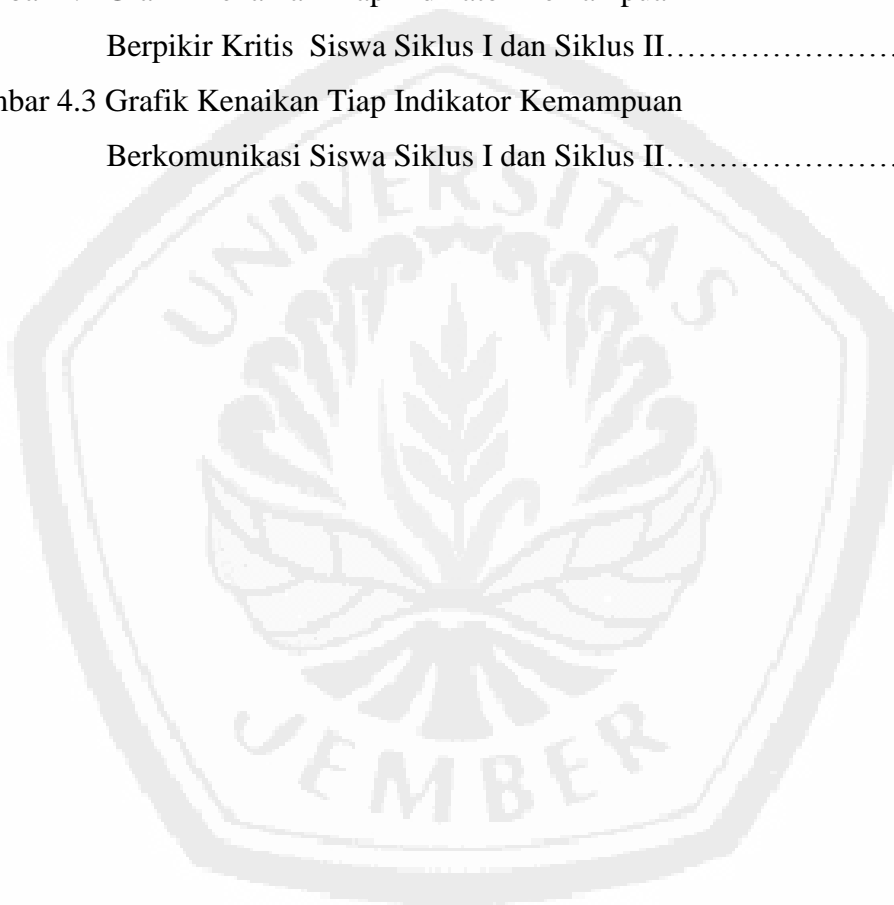 Berpikir Kritis Siswa Siklus I dan Siklus II……………………
mbar 4.3 Grafik Kenaikan Tiap Indikator Kemampuan
Berkomunikasi Siswa Siklus I dan Siklus II……………………
UNIVERSITAS
JEMBER